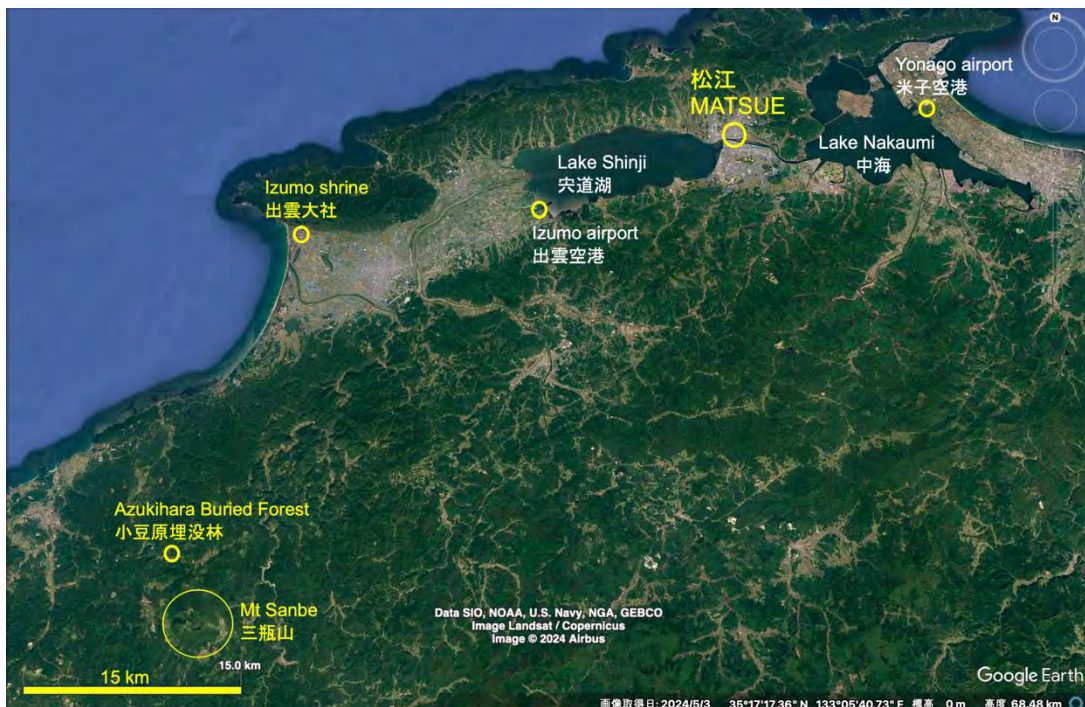 N
Yonago airport
米子空港
松江
MATSUE
Lake Nakaumi
中海
Lake Shinji
宍道湖
Izumo shrine
出雲大社
Izumo airport
出雲空港
Azukihara Buried Forest
小豆原埋没林
Mt Sanbe
三瓶山
Data SIO, NOAA, U.S. Navy, NGA, GEBCO
Image Landsat / Copernicus
Image © 2024 Airbus
15.0 km
15 km
Google Earth
画像取得日: 2024/5/3 35°17'17.36" N 133°05'40.73" E 標高 0 m 高度 68.48 km